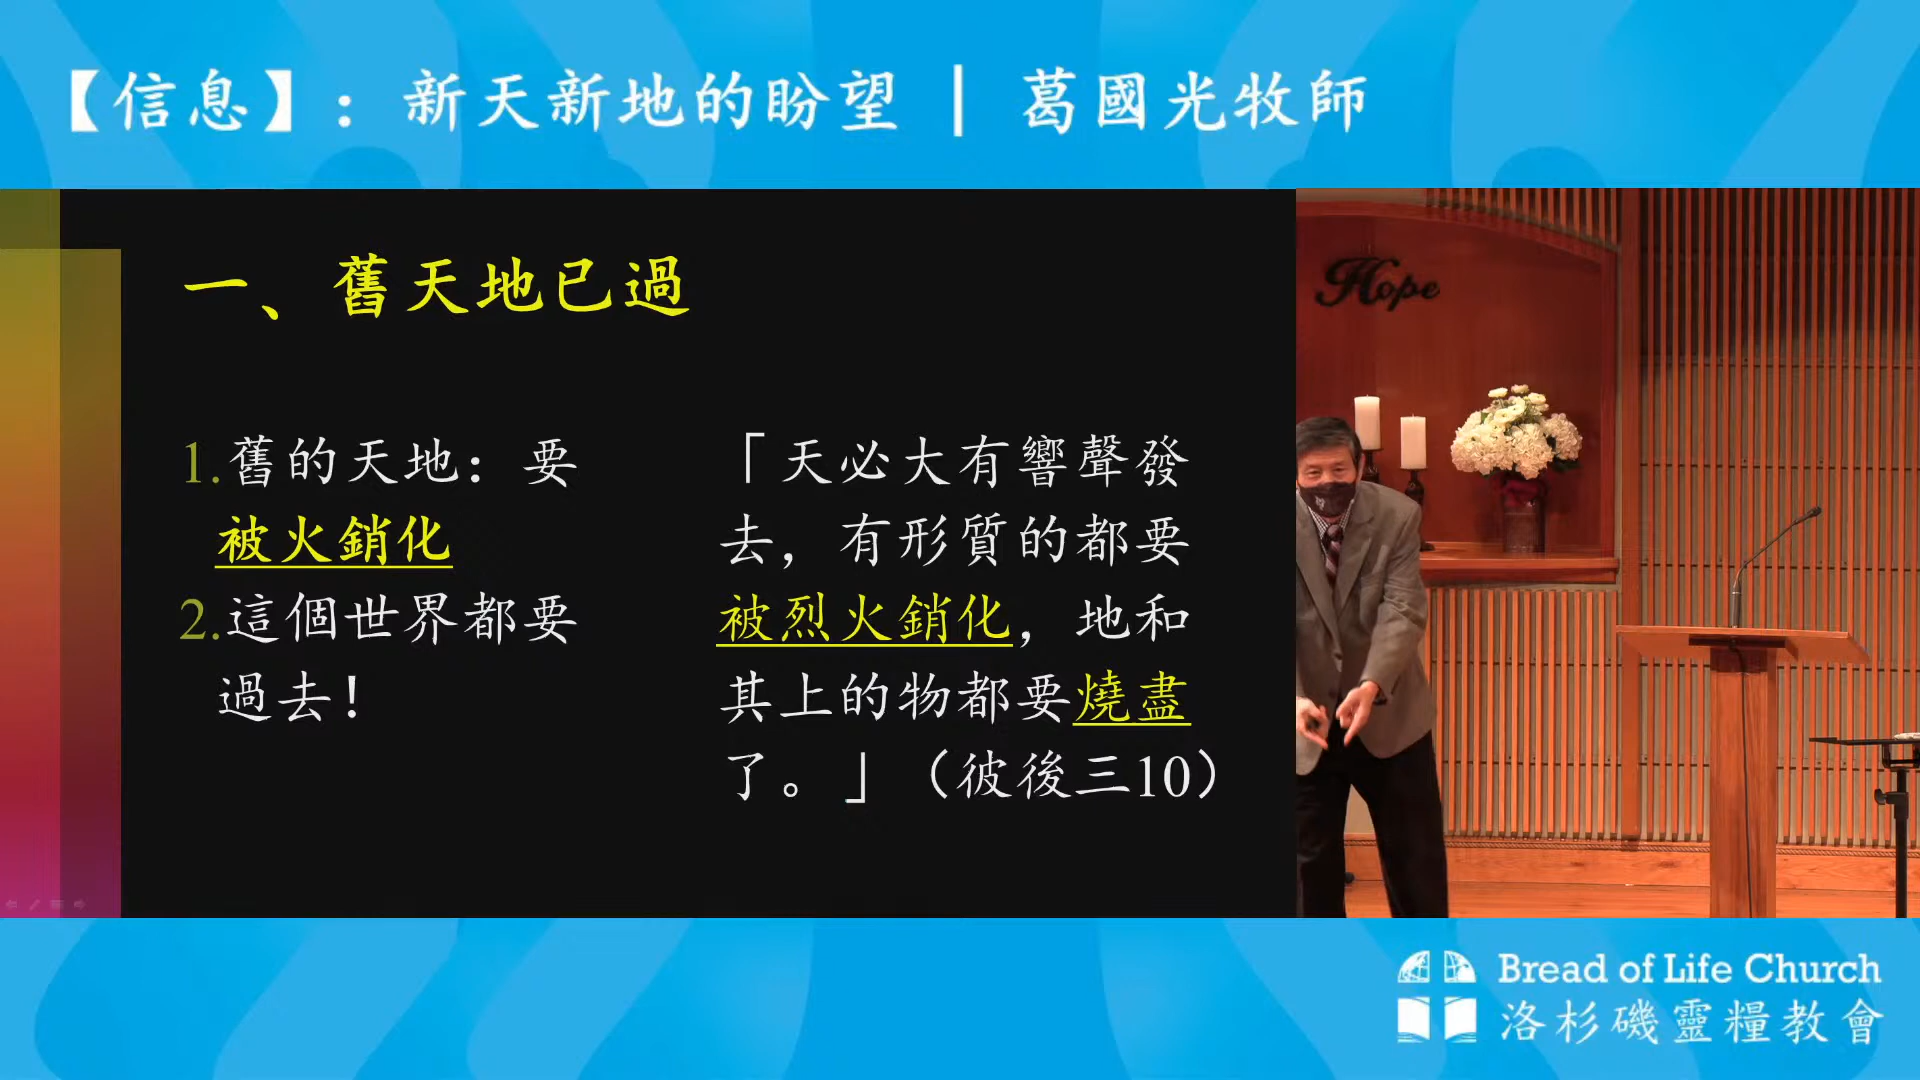 【信息】：新天新地的盼望 | 葛國光牧師
一、舊天地已過
1.舊的天地：要
被火銷化
2.這個世界都要
過去！
「天必大有響聲發
去，有形質的都要
被烈火銷化，地和
其上的物都要燒盡
了。」（彼後三10）
Hope
Bread of Life Church
洛杉磯靈糧教會